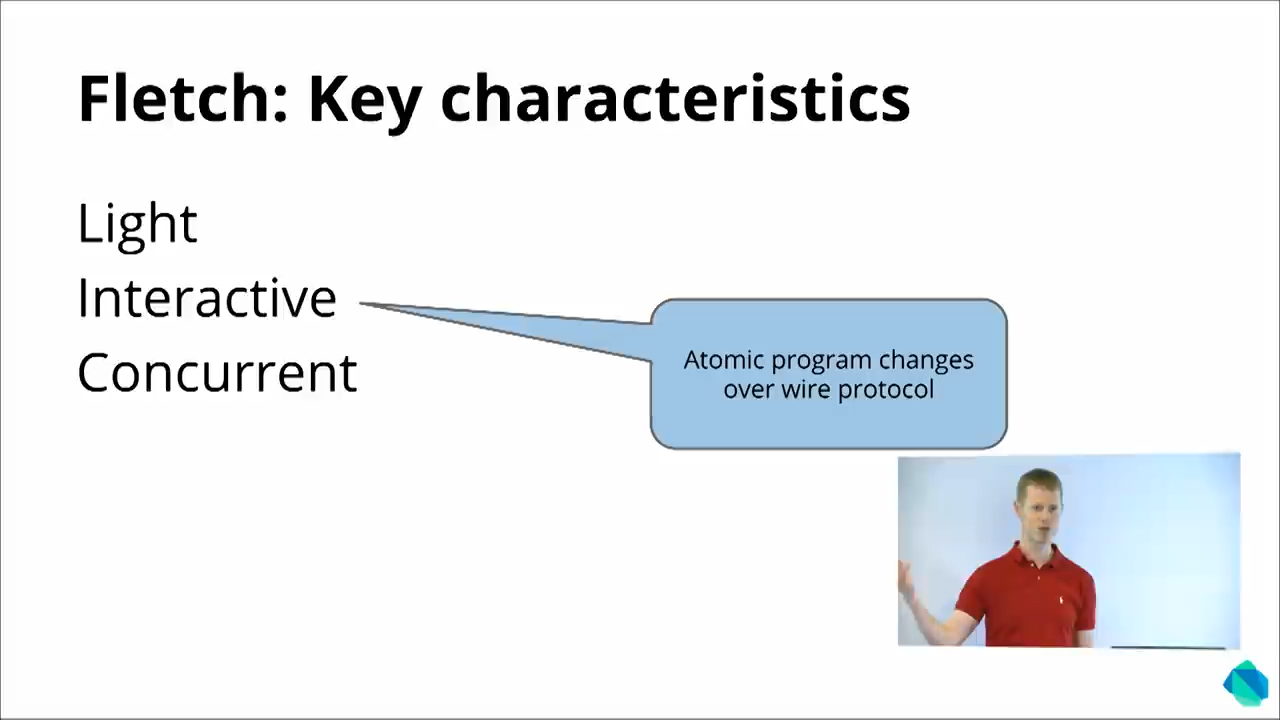 Fletch: Key characteristics
Light
Interactive
Concurrent
Atomic program changes
over wire protocol